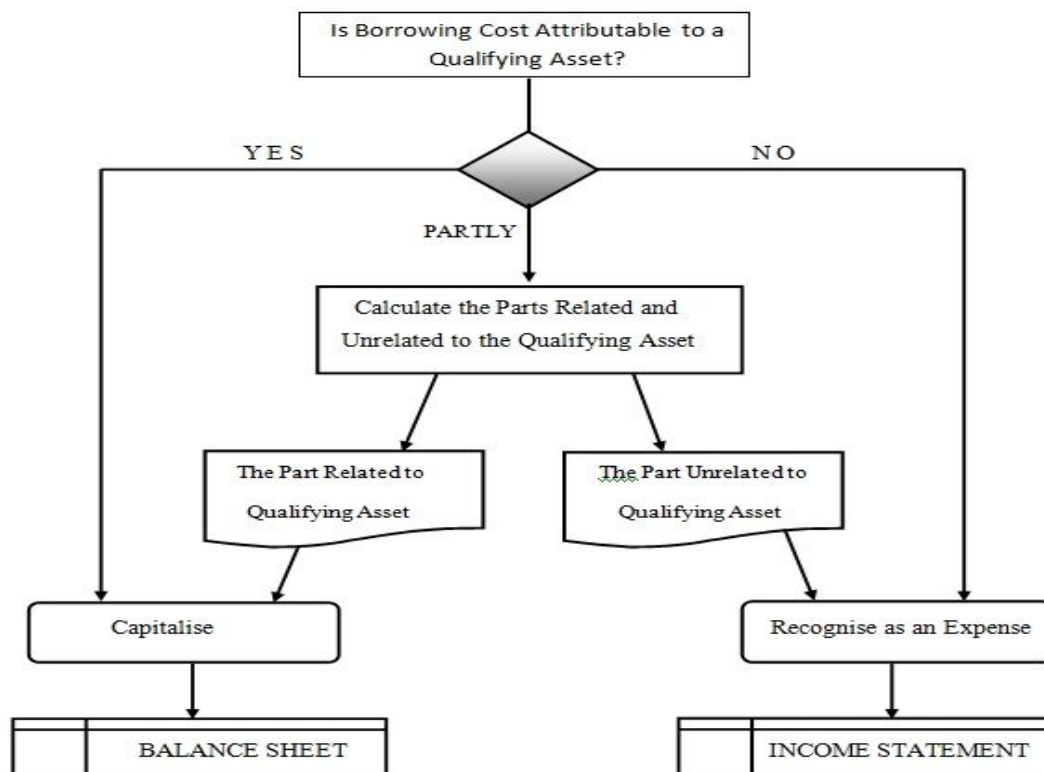 Is Borrowing Cost Attributable to a
Qualifying Asset?
Y E S
N O
PARTLY
Calculate the Parts Related and
Unrelated to the Qualifying Asset
The Part Related to
Qualifying Asset
The Part Unrelated to
Qualifying Asset
Capitalise
Recognise as an Expense
BALANCE SHEET
INCOME STATEMENT